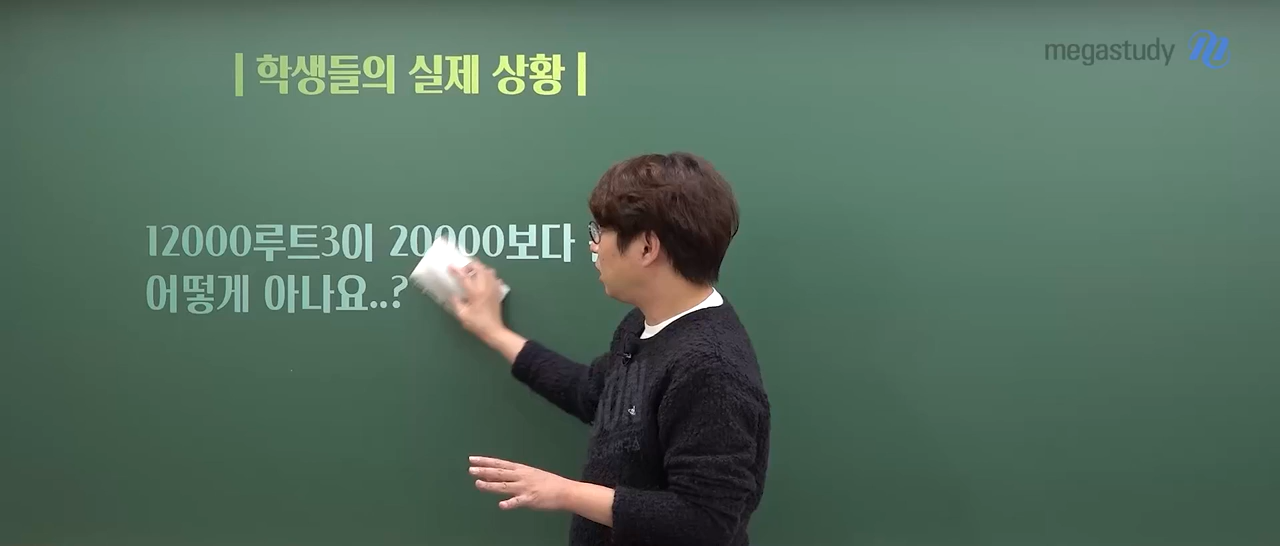 | 학생들의 실제 상황 |
megastudy
12000루트3이 20000보다
어떻게 아나요..?